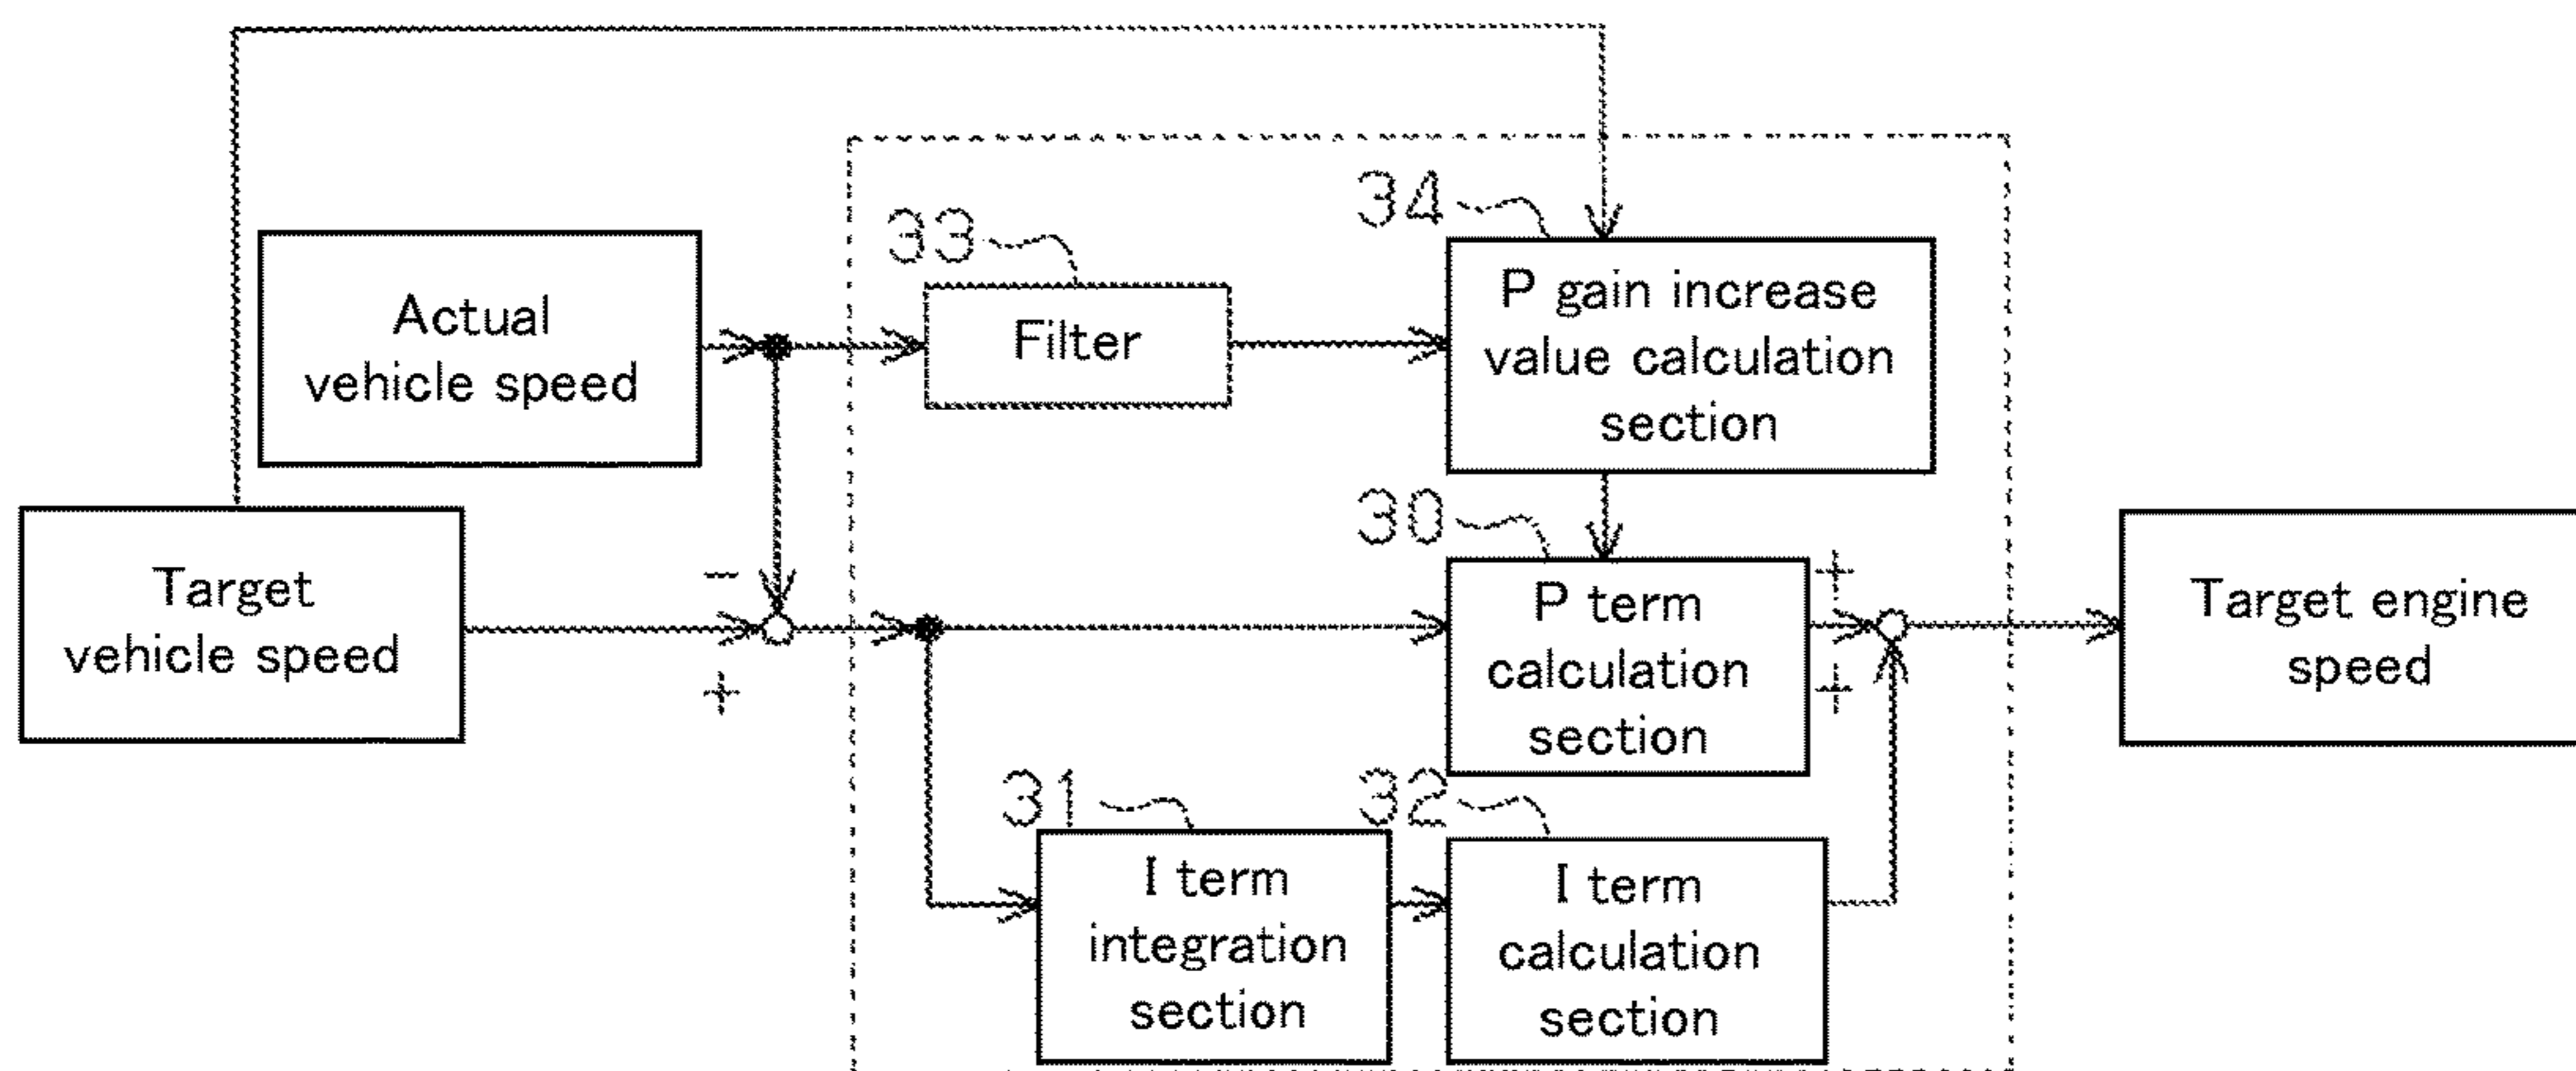 34
33
P gain increase
value calculation
section
Actual
vehicle speed
Filter
30
Target
vehicle speed
-
+
P term
calculation
section
+
+
Target engine
speed
31
32
I term
integration
section
I term
calculation
section